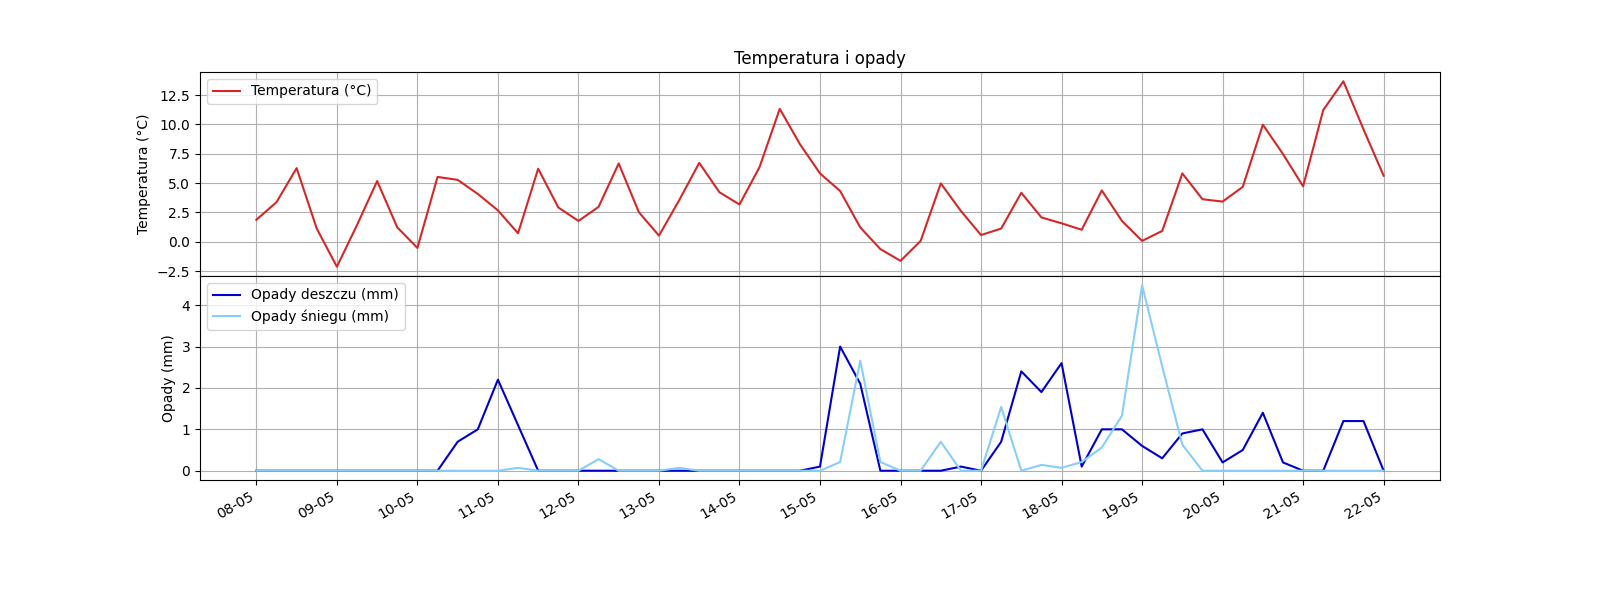 Temperatura i opady
Temperatura (°C)
Temperatura (°C)
12.5
10.0
7.5
5.0
2.5
0.0
−2.5
Opady deszczu (mm)
Opady śniegu (mm)
Opady (mm)
4
3
2
1
0
08-05 09-05 10-05 11-05 12-05 13-05 14-05 15-05 16-05 17-05 18-05 19-05 20-05 21-05 22-05